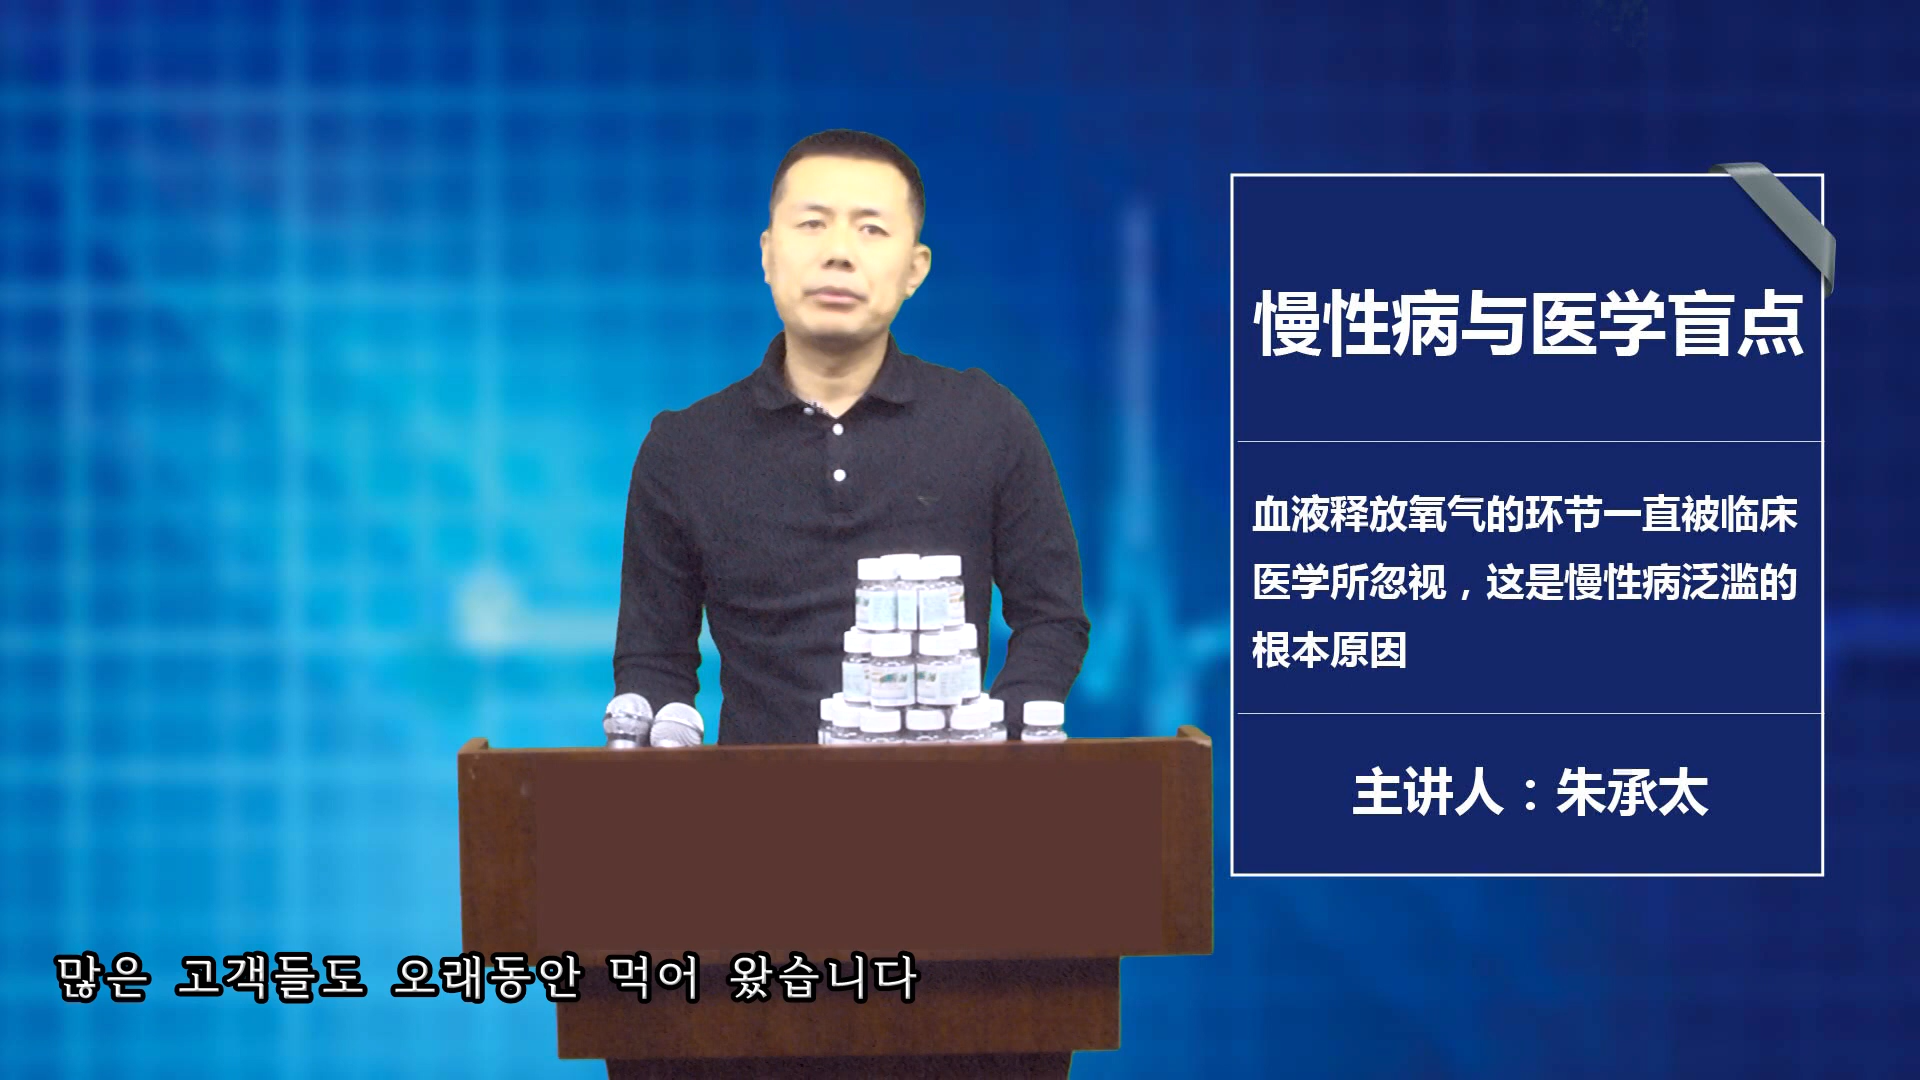 慢性病与医学盲点
血液释放氧气的环节一直被临床
医学所忽视，这是慢性病泛滥的
根本原因
主讲人：朱承太
많은 고객들도 오래동안 먹어 왔습니다